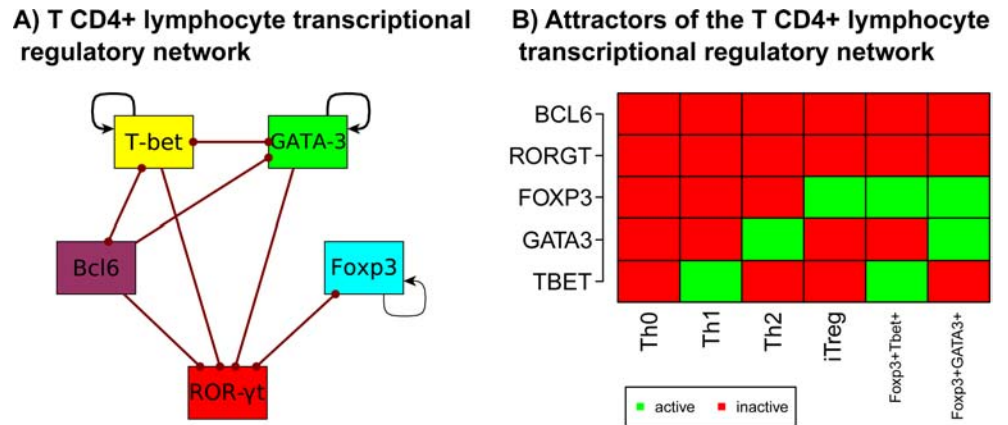 A) T CD4+ lymphocyte transcriptional
regulatory network
T-bet
GATA-3
Bcl6
Foxp3
ROR-γt
B) Attractors of the T CD4+ lymphocyte
transcriptional regulatory network
BCL6
RORGT
FOXP3
GATA3
TBET
Th0
Th1
Th2
iTreg
Foxp3+Tbet+
Foxp3+GATA3+
active
inactive